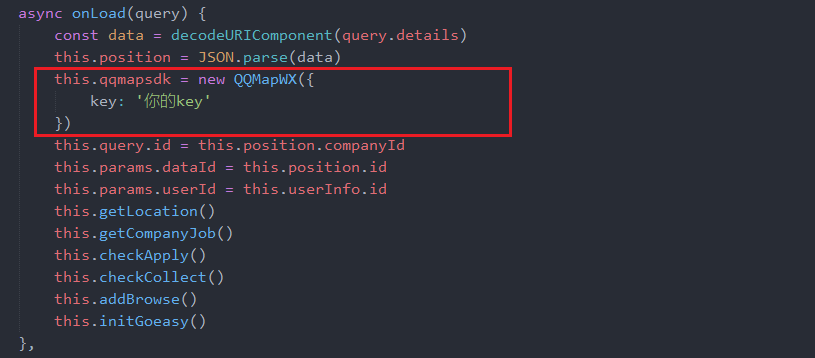 async onLoad(query) {
const data = decodeURIComponent(query.details)
this.position = JSON.parse(data)
this.qqmapsdk = new QQMapWX({
key: '你的key'
})
this.query.id = this.position.companyId
this.params.dataId = this.position.id
this.params.userId = this.userInfo.id
this.getLocation()
this.getCompanyJob()
this.checkApply()
this.checkCollect()
this.addBrowse()
this.initGoeasy()
},